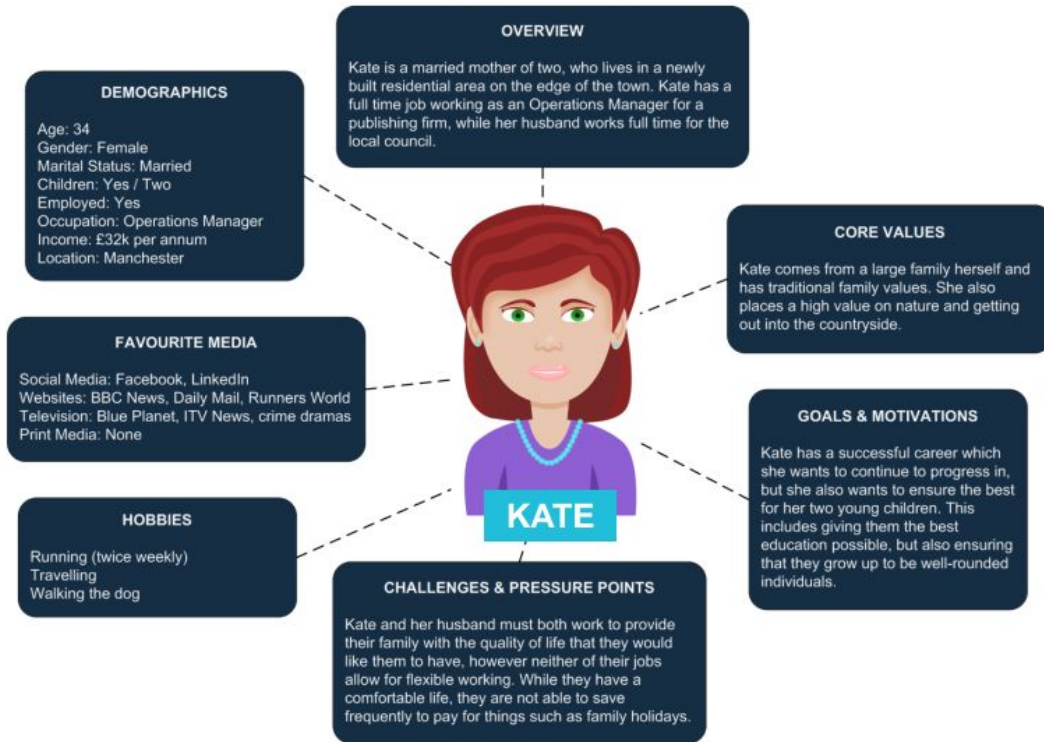 OVERVIEW
Kate is a married mother of two, who lives in a newly
built residential area on the edge of the town. Kate has a
full time job working as an Operations Manager for a
publishing firm, while her husband works full time for the
local council.
DEMOGRAPHICS
Age: 34
Gender: Female
Marital Status: Married
Children: Yes / Two
Employed: Yes
Occupation: Operations Manager
Income: £32k per annum
Location: Manchester
CORE VALUES
Kate comes from a large family herself and
has traditional family values. She also
places a high value on nature and getting
out into the countryside.
FAVOURITE MEDIA
Social Media: Facebook, LinkedIn
Websites: BBC News, Daily Mail, Runners World
Television: Blue Planet, ITV News, crime dramas
Print Media: None
GOALS & MOTIVATIONS
Kate has a successful career which
she wants to continue to progress in,
but she also wants to ensure the best
for her two young children. This
includes giving them the best
education possible, but also ensuring
that they grow up to be well-rounded
individuals.
HOBBIES
Running (twice weekly)
Travelling
Walking the dog
KATE
CHALLENGES & PRESSURE POINTS
Kate and her husband must both work to provide
their family with the quality of life that they would
like them to have, however neither of their jobs
allow for flexible working. While they have a
comfortable life, they are not able to save
frequently to pay for things such as family holidays.